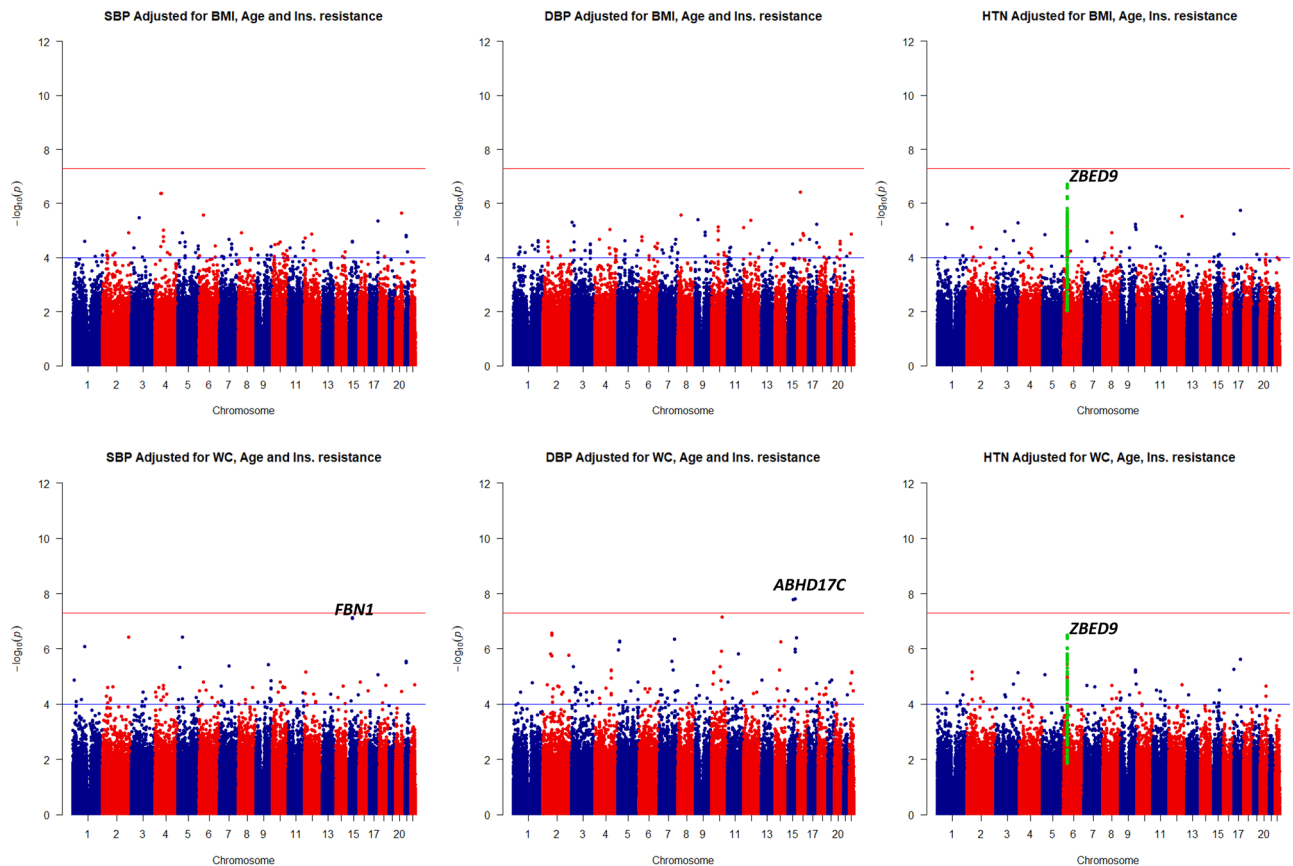 SBP Adjusted for BMI, Age and Ins. resistance
12
10
8
6
4
2
0
−log10(p)
1 2 3 4 5 6 7 9 11 13 15 17 20
Chromosome
DBP Adjusted for BMI, Age and Ins. resistance
12
10
8
6
4
2
0
−log10(p)
1 2 3 4 5 6 7 8 9 11 13 15 20
Chromosome
HTN Adjusted for BMI, Age, Ins. resistance
12
10
8
6
4
2
0
−log10(p)
ZBED9
1 2 3 4 5 6 7 9 11 13 15 17 20
Chromosome
SBP Adjusted for WC, Age and Ins. resistance
12
10
8
6
4
2
0
−log10(p)
FBN1
1 2 3 4 5 6 7 9 11 13 15 17 20
Chromosome
DBP Adjusted for WC, Age and Ins. resistance
12
10
8
6
4
2
0
−log10(p)
ABHD17C
1 2 3 4 5 6 7 9 11 13 15 17 20
Chromosome
HTN Adjusted for WC, Age, Ins. resistance
12
10
8
6
4
2
0
−log10(p)
ZBED9
1 2 3 4 5 6 7 9 11 13 15 17 20
Chromosome